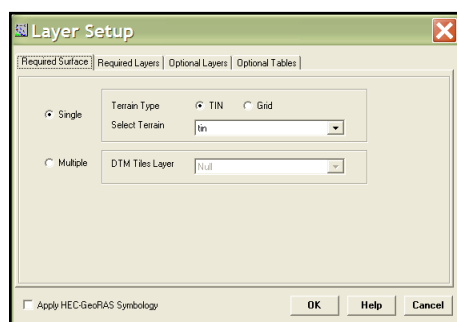 Layer Setup
Required Surface Required Layers Optional Layers Optional Tables
Single
Terrain Type TIN Grid
Select Terrain tin
Multiple DTM Tiles Layer Null
Apply HEC-GeoRAS Symbology OK Help Cancel